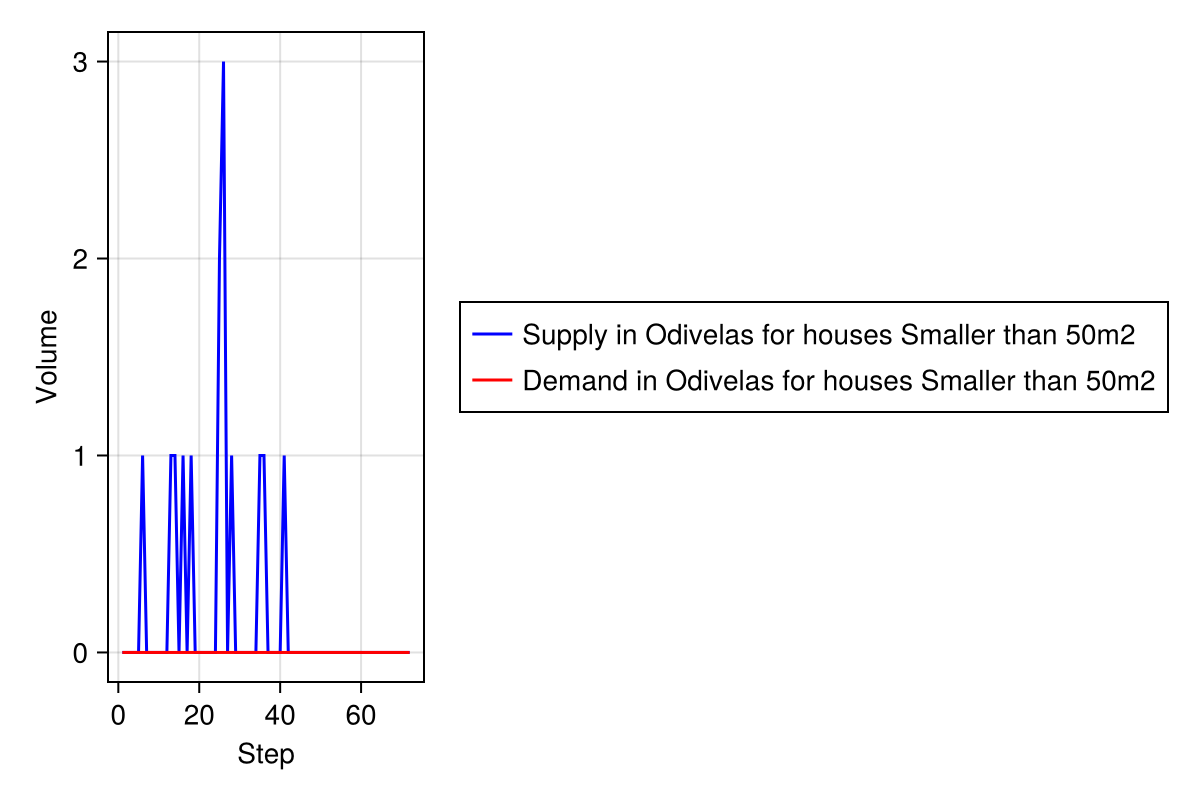 3
2
1
0
Volume
0 20 40 60
Step
Supply in Odivelas for houses Smaller than 50m2
Demand in Odivelas for houses Smaller than 50m2